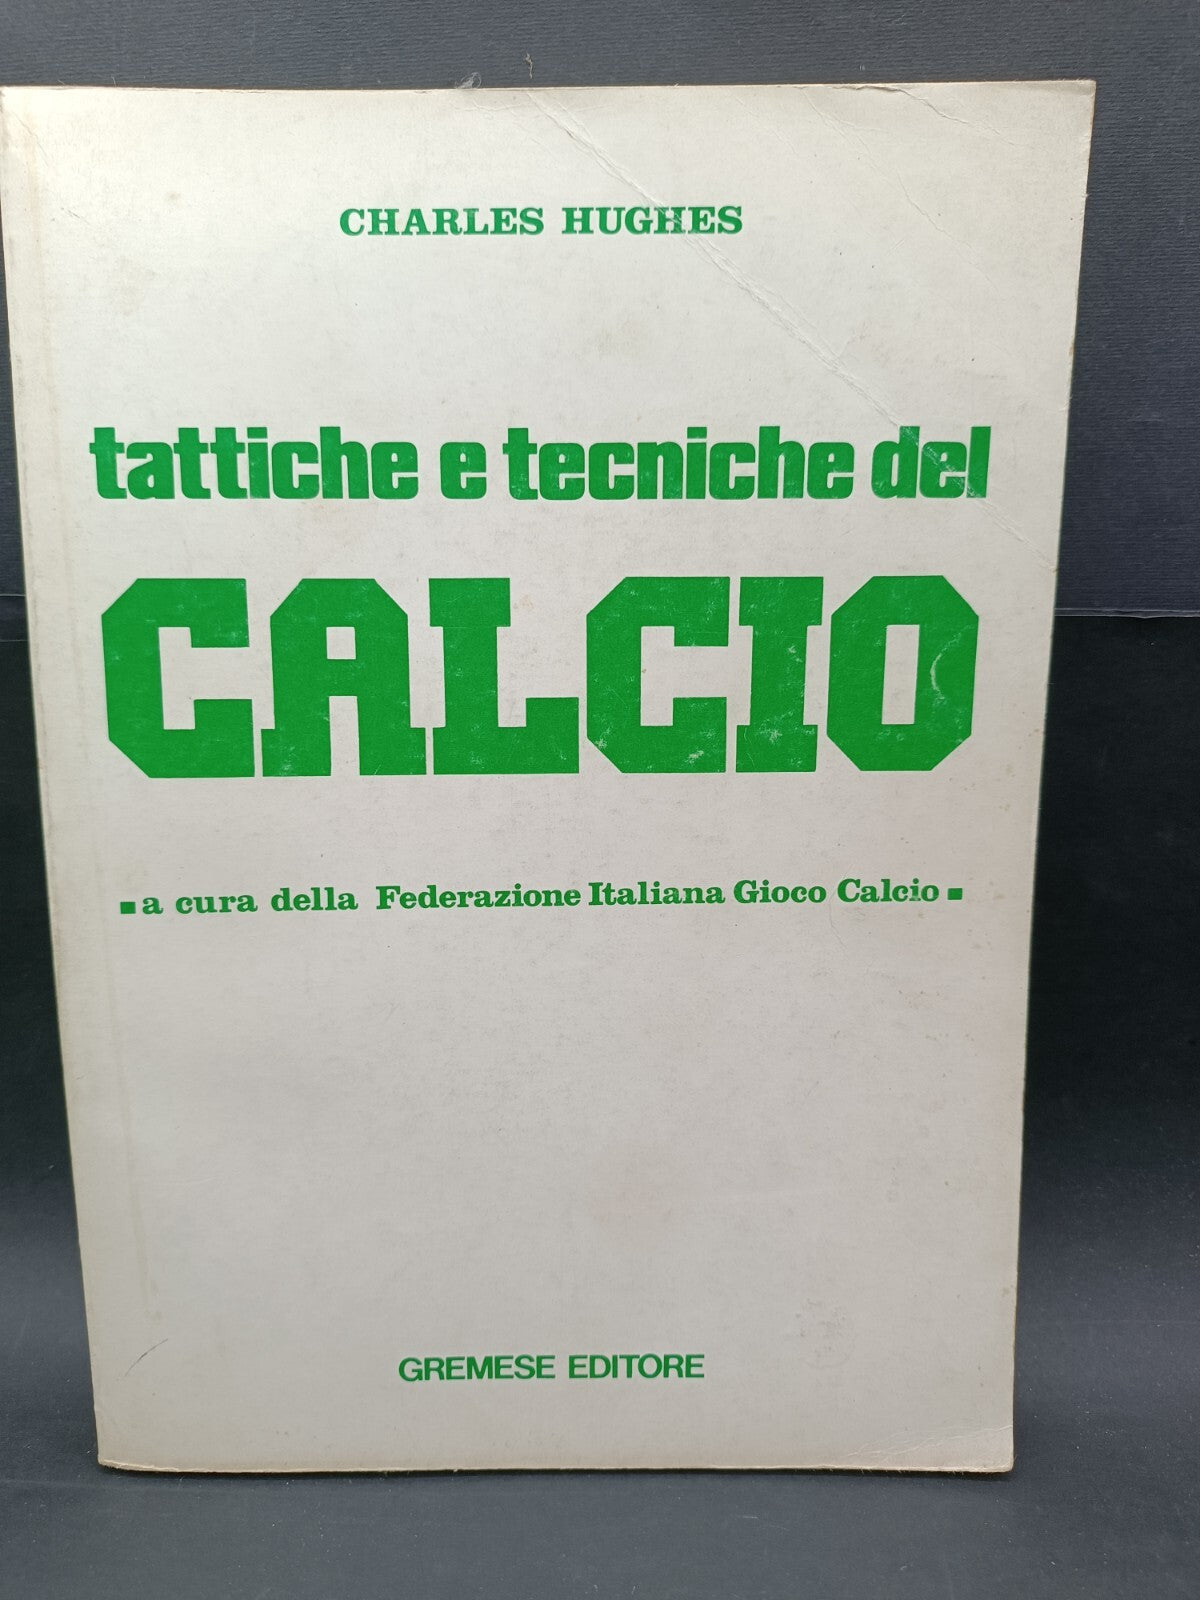 CHARLES HUGHES
tattiche e tecniche del
CALCIO
▪ a cura della Federazione Italiana Gioco Calcio ▪
GREMESE EDITORE